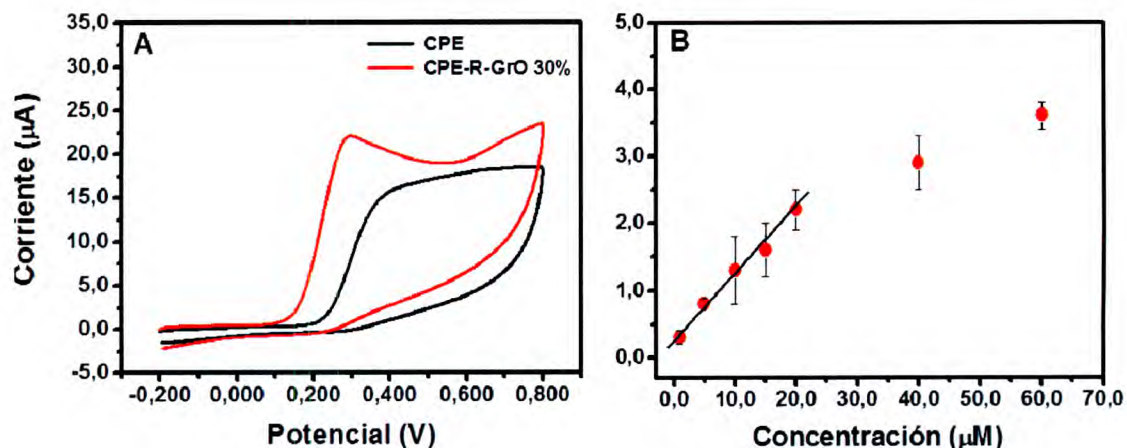 A
CPE
CPE-R-GrO 30%
35,0
30,0
25,0
20,0
15,0
10,0
5,0
0,0
-5,0
Corriente (µA)
-0,200 0,000 0,200 0,400 0,600 0,800
Potencial (V)
B
5,0
4,0
3,0
2,0
1,0
0,0
0,0 10,0 20,0 30,0 40,0 50,0 60,0 70,0
Concentración (µM)